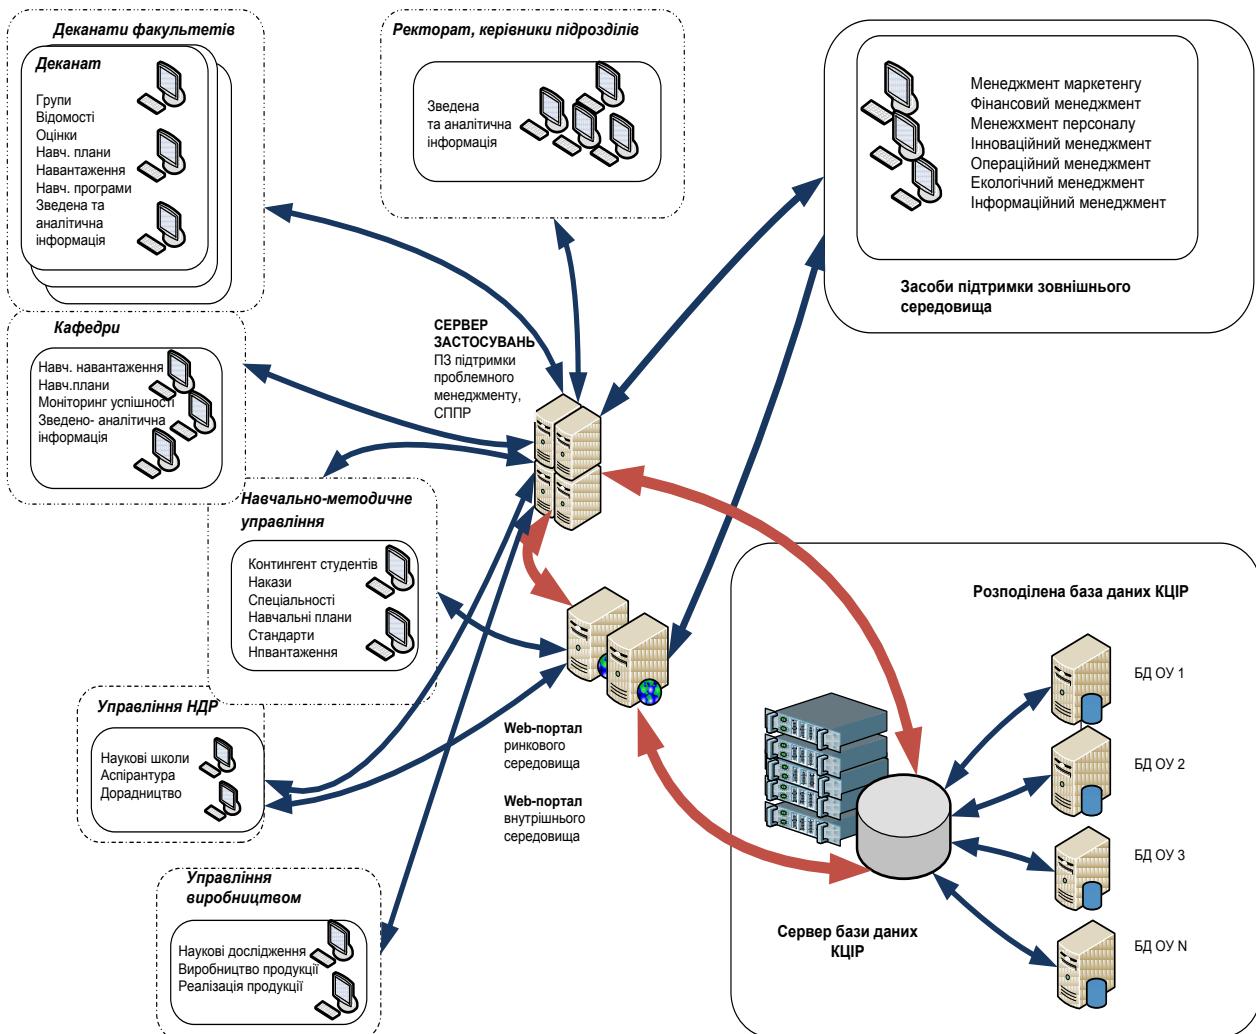 Деканати факультетів
Деканат
Групи
Відомості
Оцінки
Навч. плани
Навантаження
Навч. програми
Зведена та
аналітична
інформація
Ректорат, керівники підрозділів
Зведена
та аналітична
інформація
Менеджмент маркетенгу
Фінансовий менеджмент
Менежхмент персоналу
Інноваційний менеджмент
Операційний менеджмент
Екологічний менеджмент
Інформаційний менеджмент
Засоби підтримки зовнішнього
середовища
Кафедри
Навч. навантаження
Навч.плани
Моніторинг успішності
Зведено- аналітична
інформація
СЕРВЕР
ЗАСТОСУВАНЬ
ПЗ підтримки
проблемного
менеджменту,
СППР
Навчально-методичне
управління
Контингент студентів
Накази
Спеціальності
Навчальні плани
Стандарти
Нпвантаження
Управління НДР
Наукові школи
Аспірантура
Дорадництво
Web-портал
ринкового
середовища
Web-портал
внутрішнього
середовища
Управління
виробництвом
Наукові дослідження
Виробництво продукції
Реалізація продукції
Розподілена база даних КЦІР
БД ОУ 1
БД ОУ 2
БД ОУ 3
БД ОУ N
Сервер бази даних
КЦІР